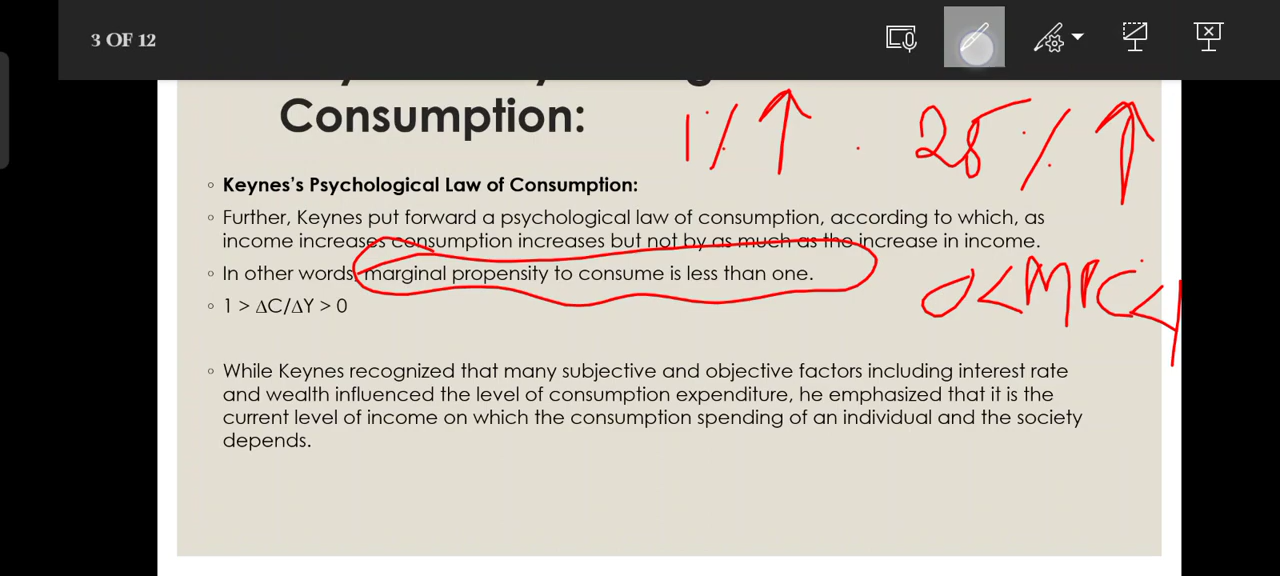 3 OF 12
Consumption:
1% ↑ . 25% ↑
◦ Keynes's Psychological Law of Consumption:
◦ Further, Keynes put forward a psychological law of consumption, according to which, as
income increases consumption increases but not by as much as the increase in income.
◦ In other words, marginal propensity to consume is less than one.
0<MPC<1
◦ 1 > ΔC/ΔY > 0
◦ While Keynes recognized that many subjective and objective factors including interest rate
and wealth influenced the level of consumption expenditure, he emphasized that it is the
current level of income on which the consumption spending of an individual and the society
depends.